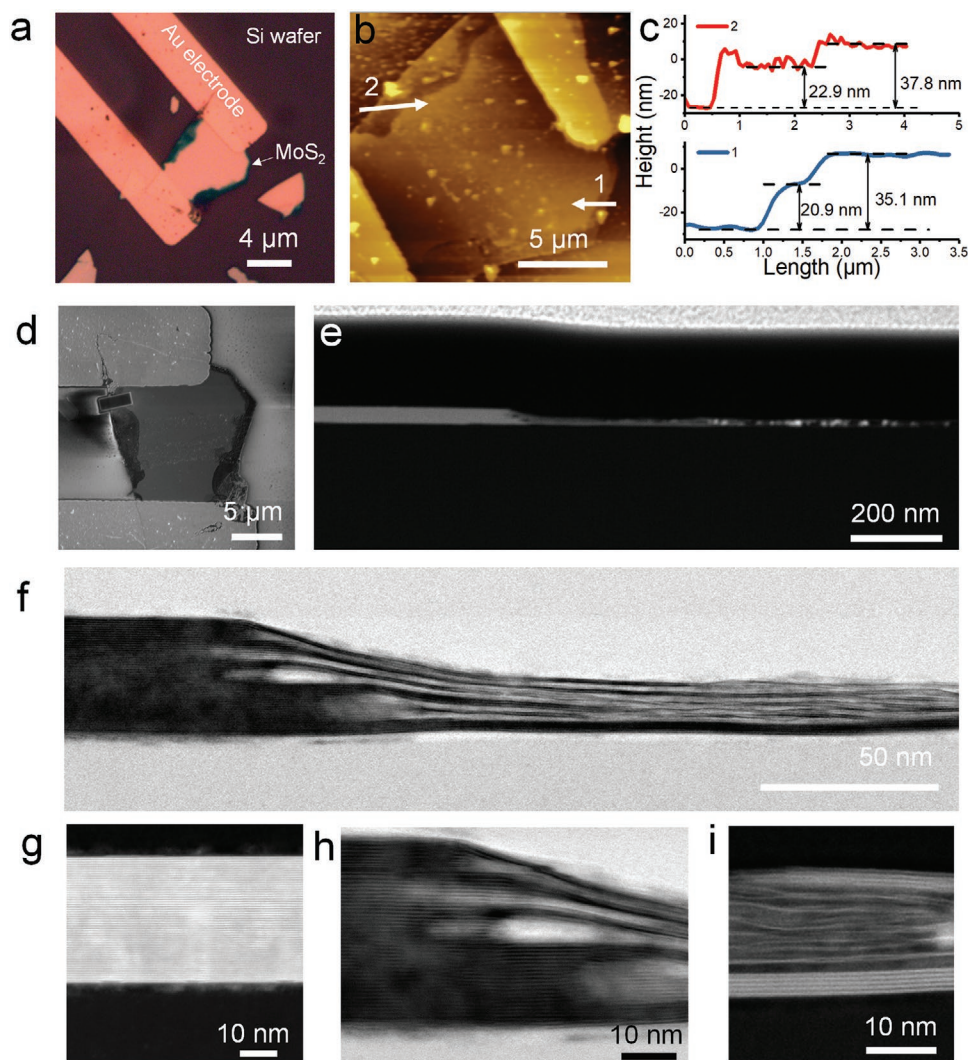 a
Au electrode
Si wafer
MoS₂
4 µm
b
2
1
5 µm
c
Height (nm)
20
0
-20
2
22.9 nm
37.8 nm
0 1 2 3 4 5
0
-20
1
20.9 nm
35.1 nm
0.0 0.5 1.0 1.5 2.0 2.5 3.0 3.5
Length (µm)
d
5 µm
e
200 nm
f
50 nm
g
10 nm
h
10 nm
i
10 nm